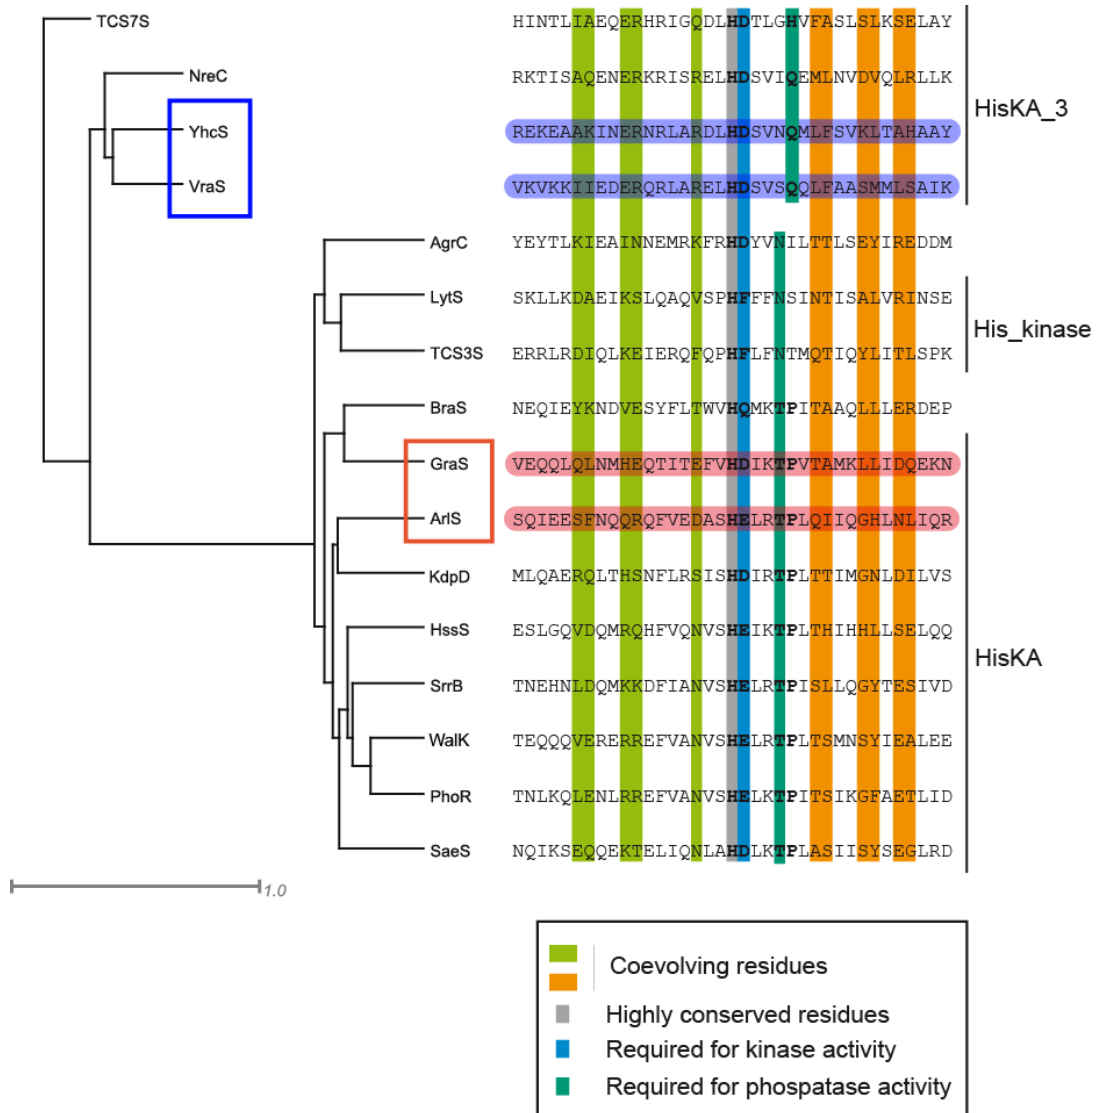 TCS7S HINTLIAEQERHRIGQDLHDTLGHVFASLSLKSELAY
NreC RKTISAQENERKRISRELHDSVIQEMLNVDVQLRLLK
HisKA_3
YhcS REKEAAKINERNRLARDLHDSVNQMLFSVKLTAHAAY
VraS VKVKKIIEDERQRLARELHDSVSQQLFAASMMLSAIK
AgrC YEYTLKIEAINNEMRKFRHDYVNILTTLSEYIREDDM
LytS SKLLKDAEIKSLQAQVSPHFFFNSINTISALVRINSE
His_kinase
TCS3S ERRLRDIQLKEIERQFQPHFLFNTMQTIQYLITLSPK
BraS NEQIEYKNDVESYFLTWVHQMKTPITAAQLLLERDEP
GraS VEQQLQLNMHEQTITEFVHDIKTPVTAMKLLIDQEKN
ArlS SQIEESFNQQRQFVEDASHELRTPLQIIQGHLNLIQR
KdpD MLQAERQLTHSNFLRSISHDIRTPLTTIMGNLDILVS
HssS ESLGQVDQMRQHFVQNVSHEIKTPLTHIHHLLSELQQ
HisKA
SrrB TNEHNLDQMKKDFIANVSHELRTPISLLQGYTESIVD
WalK TEQQQVERERREFVANVSHELRTPLTSMNSYIEALEE
PhoR TNLKQLENLRREFVANVSHELKTPITSIKGFAETLID
SaeS NQIKSEQQEKTELIQNLAHDLKTPLASIISYSEGLRD
1.0
Coevolving residues
Highly conserved residues
Required for kinase activity
Required for phospatase activity